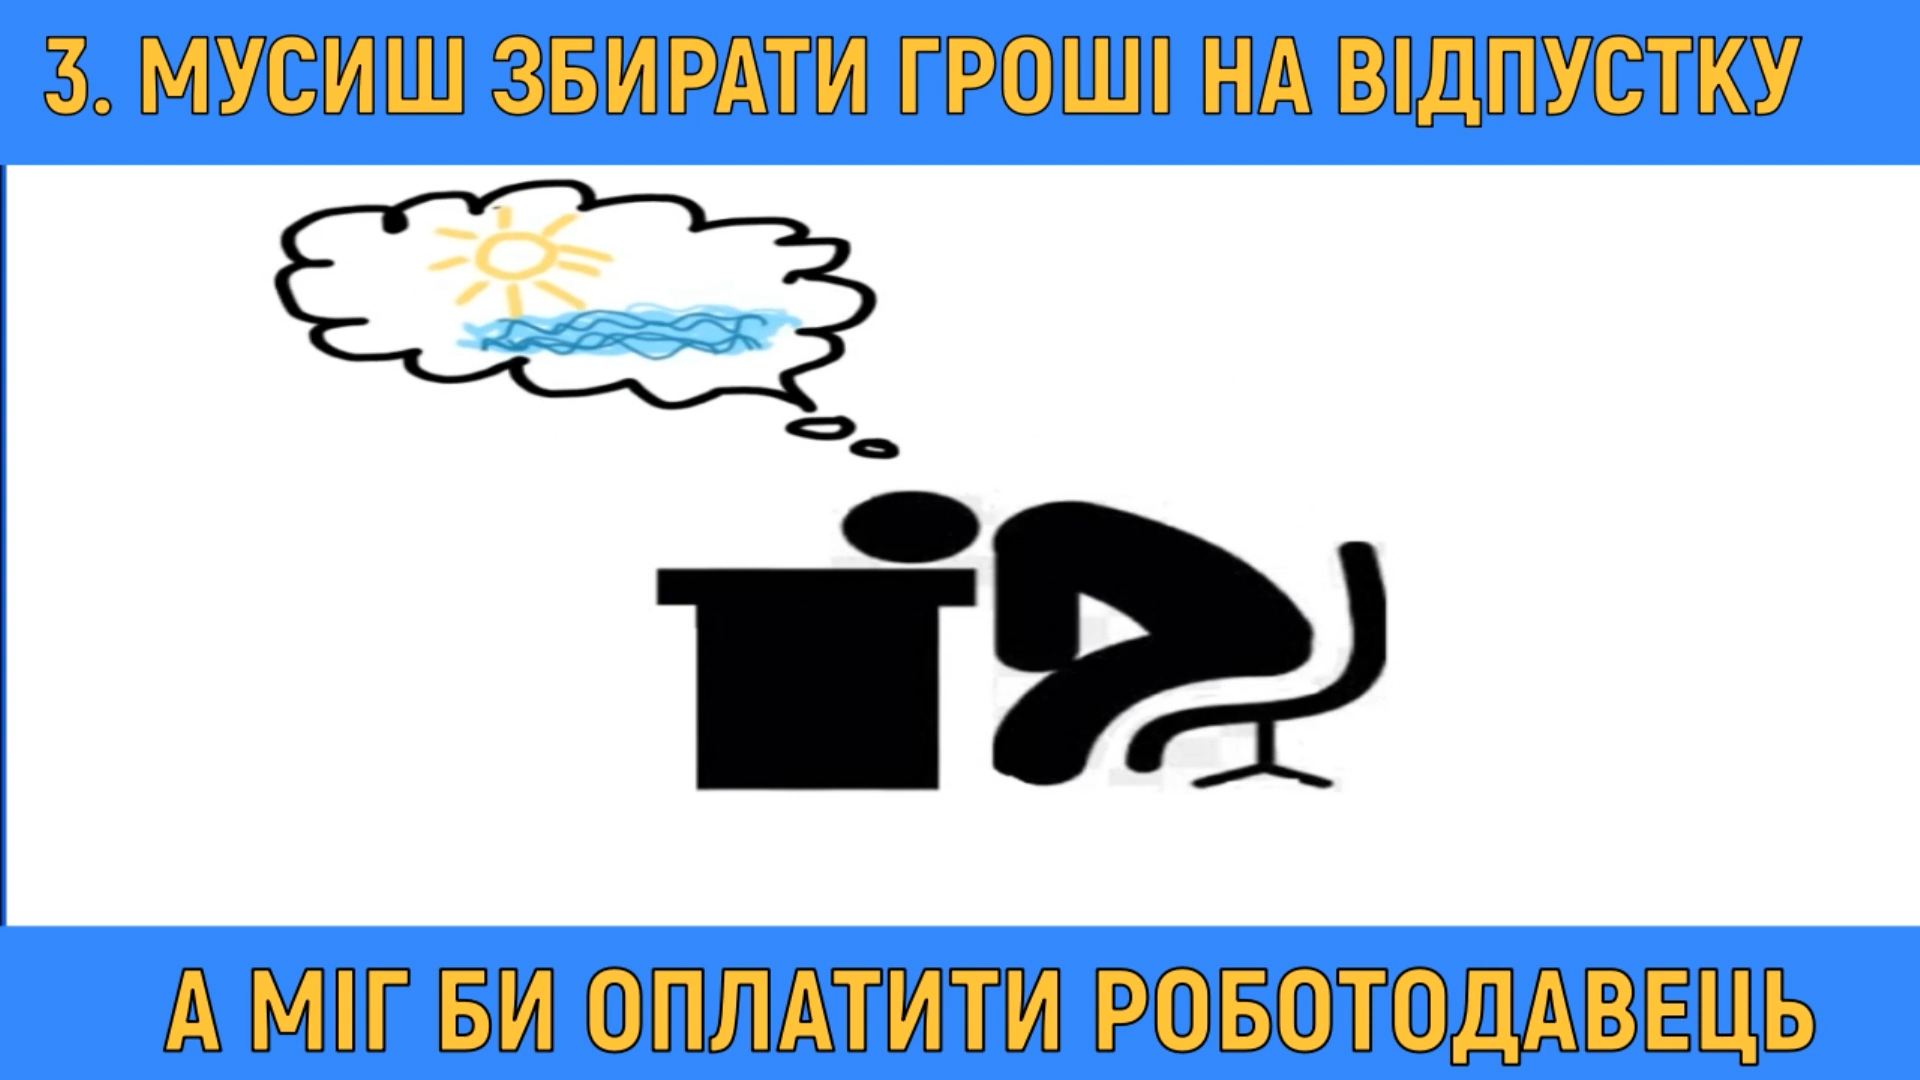 3. МУСИШ ЗБИРАТИ ГРОШІ НА ВІДПУСТКУ
А МІГ БИ ОПЛАТИТИ РОБОТОДАВЕЦЬ